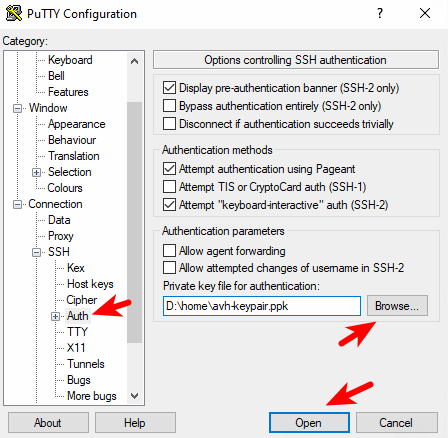 PuTTY Configuration
Category:
Keyboard
Bell
Features
Window
Appearance
Behaviour
Translation
Selection
Colours
Connection
Data
Proxy
SSH
Kex
Host keys
Cipher
Auth
TTY
X11
Tunnels
Bugs
More bugs
Options controlling SSH authentication
Display pre-authentication banner (SSH-2 only)
Bypass authentication entirely (SSH-2 only)
Disconnect if authentication succeeds trivially
Authentication methods
Attempt authentication using Pageant
Attempt TIS or CryptoCard auth (SSH-1)
Attempt "keyboard-interactive" auth (SSH-2)
Authentication parameters
Allow agent forwarding
Allow attempted changes of username in SSH-2
Private key file for authentication:
D:\home\avh-keypair.ppk
Browse...
About
Help
Open
Cancel